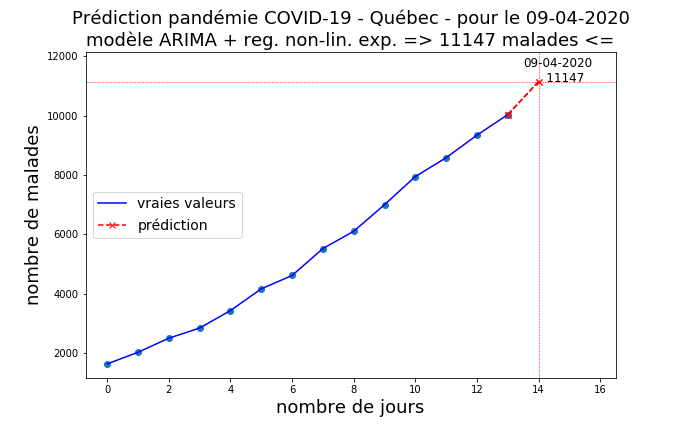 Prédiction pandémie COVID-19 - Québec - pour le 09-04-2020
modèle ARIMA + reg. non-lin. exp. => 11147 malades <=
12000
10000
8000
6000
4000
2000
nombre de malades
09-04-2020
11147
vraies valeurs
prédiction
0 2 4 6 8 10 12 14 16
nombre de jours